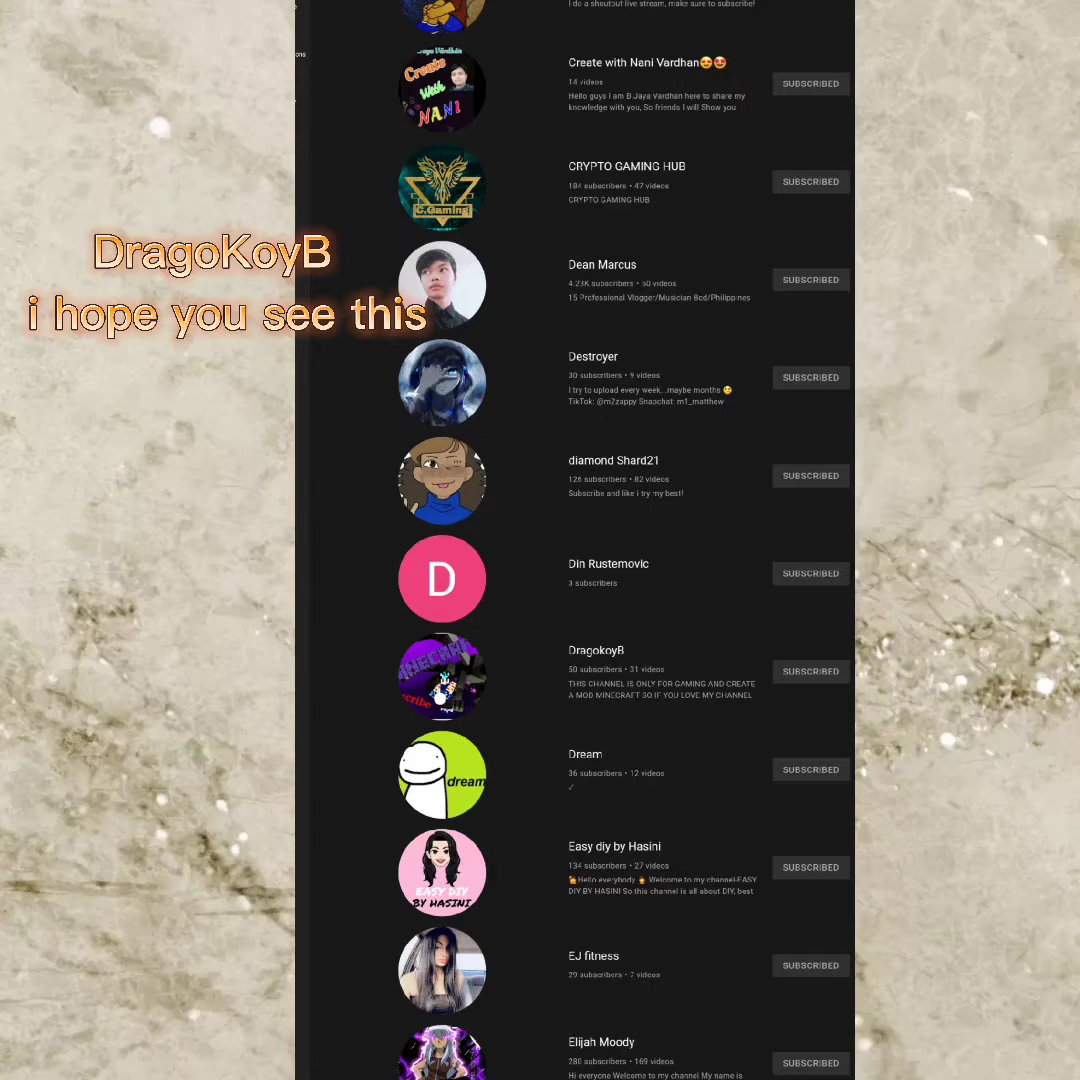 I do a shoutout live stream, make sure to subscribe!
ons
Create with Nani Vardhan😍🤩
14 videos
Hello guys I am B.Jaya Vardhan here to share my
knowledge with you, So friends I will Show you
SUBSCRIBED
Create
With
NANI
CRYPTO GAMING HUB
184 subscribers • 47 videos
CRYPTO GAMING HUB
SUBSCRIBED
C.Gaming
DragoKoyB
i hope you see this
Dean Marcus
4.23K subscribers • 50 videos
15 Professional Vlogger/Musician Bcd/Philippines
SUBSCRIBED
Destroyer
30 subscribers • 9 videos
I try to upload every week...maybe months
TikTok: @m2zappy Snapchat: m1_matthew
SUBSCRIBED
diamond Shard21
126 subscribers • 82 videos
Subscribe and like i try my best!
SUBSCRIBED
D
Din Rustemovic
3 subscribers
SUBSCRIBED
DragokoyB
50 subscribers • 31 videos
THIS CHANNEL IS ONLY FOR GAMING AND CREATE
A MOD MINECRAFT GO IF YOU LOVE MY CHANNEL
SUBSCRIBED
MINECRAF
cribe
Dream
36 subscribers • 12 videos
✓
SUBSCRIBED
dream
Easy diy by Hasini
134 subscribers • 27 videos
🙋Hello everybody 🙋 Welcome to my channel-EASY
DIY BY HASINI So this channel is all about DIY, best
SUBSCRIBED
EASY DIY
BY HASINI
EJ fitness
29 subscribers • 7 videos
SUBSCRIBED
Elijah Moody
280 subscribers • 169 videos
Hi everyone Welcome to my channel My name is
SUBSCRIBED